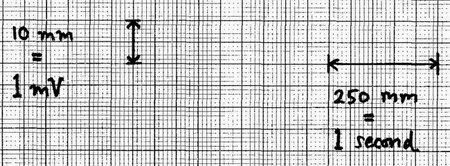 10 mm
=
1 mV
250 mm
=
1 second